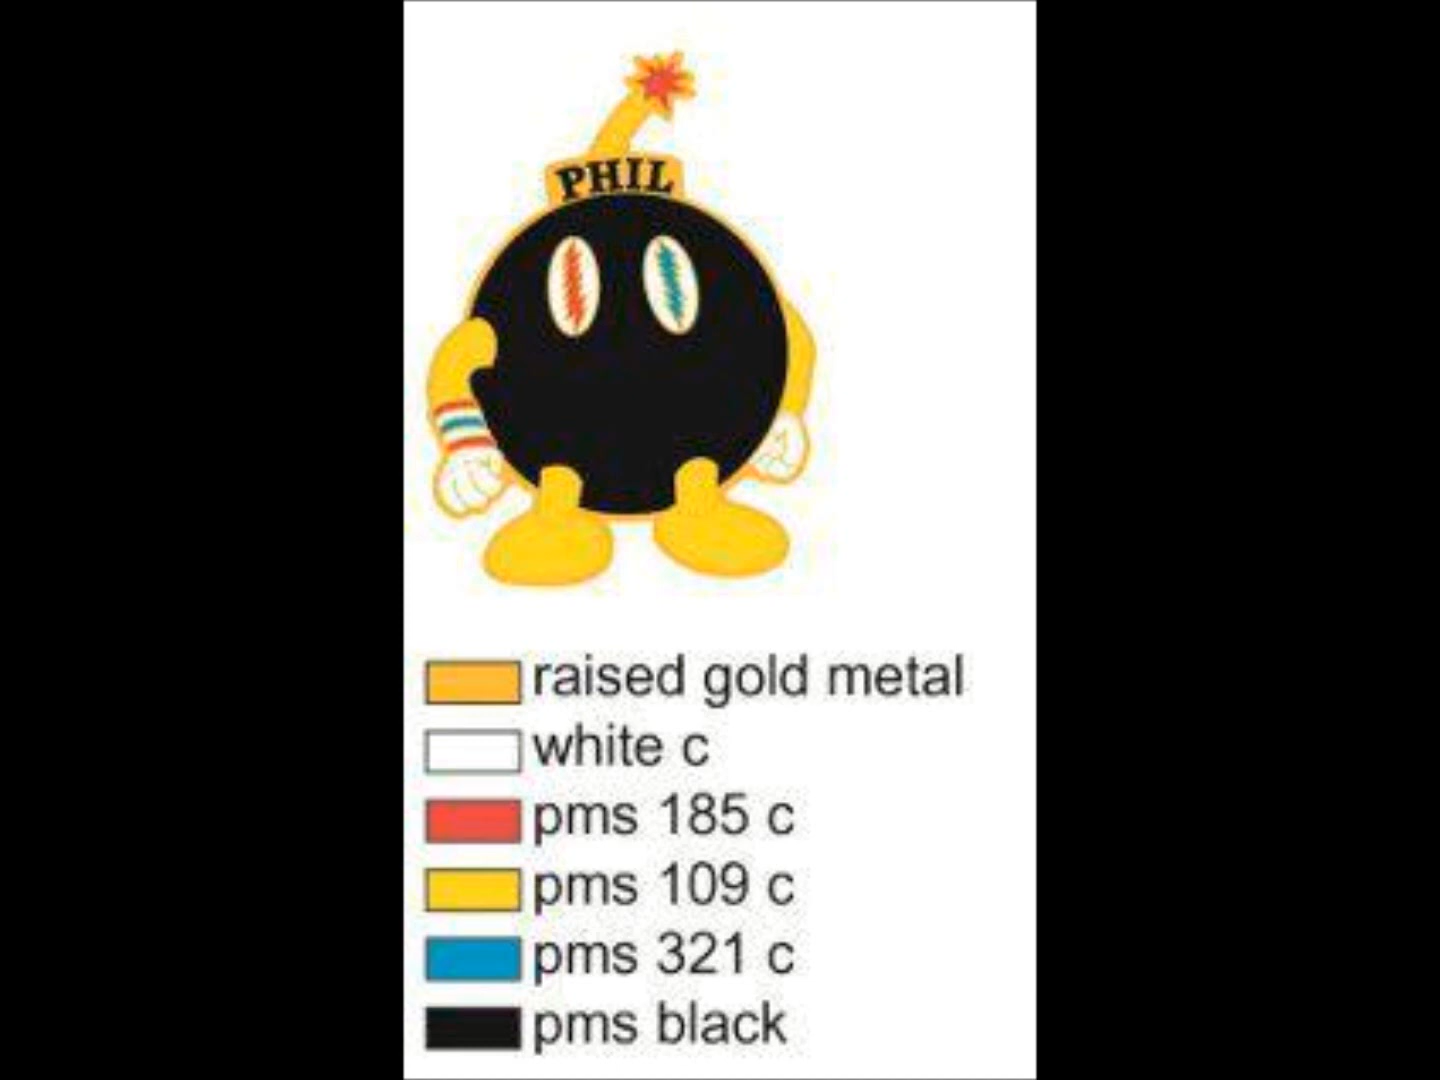 PHIL
raised gold metal
white c
pms 185 c
pms 109 c
pms 321 c
pms black